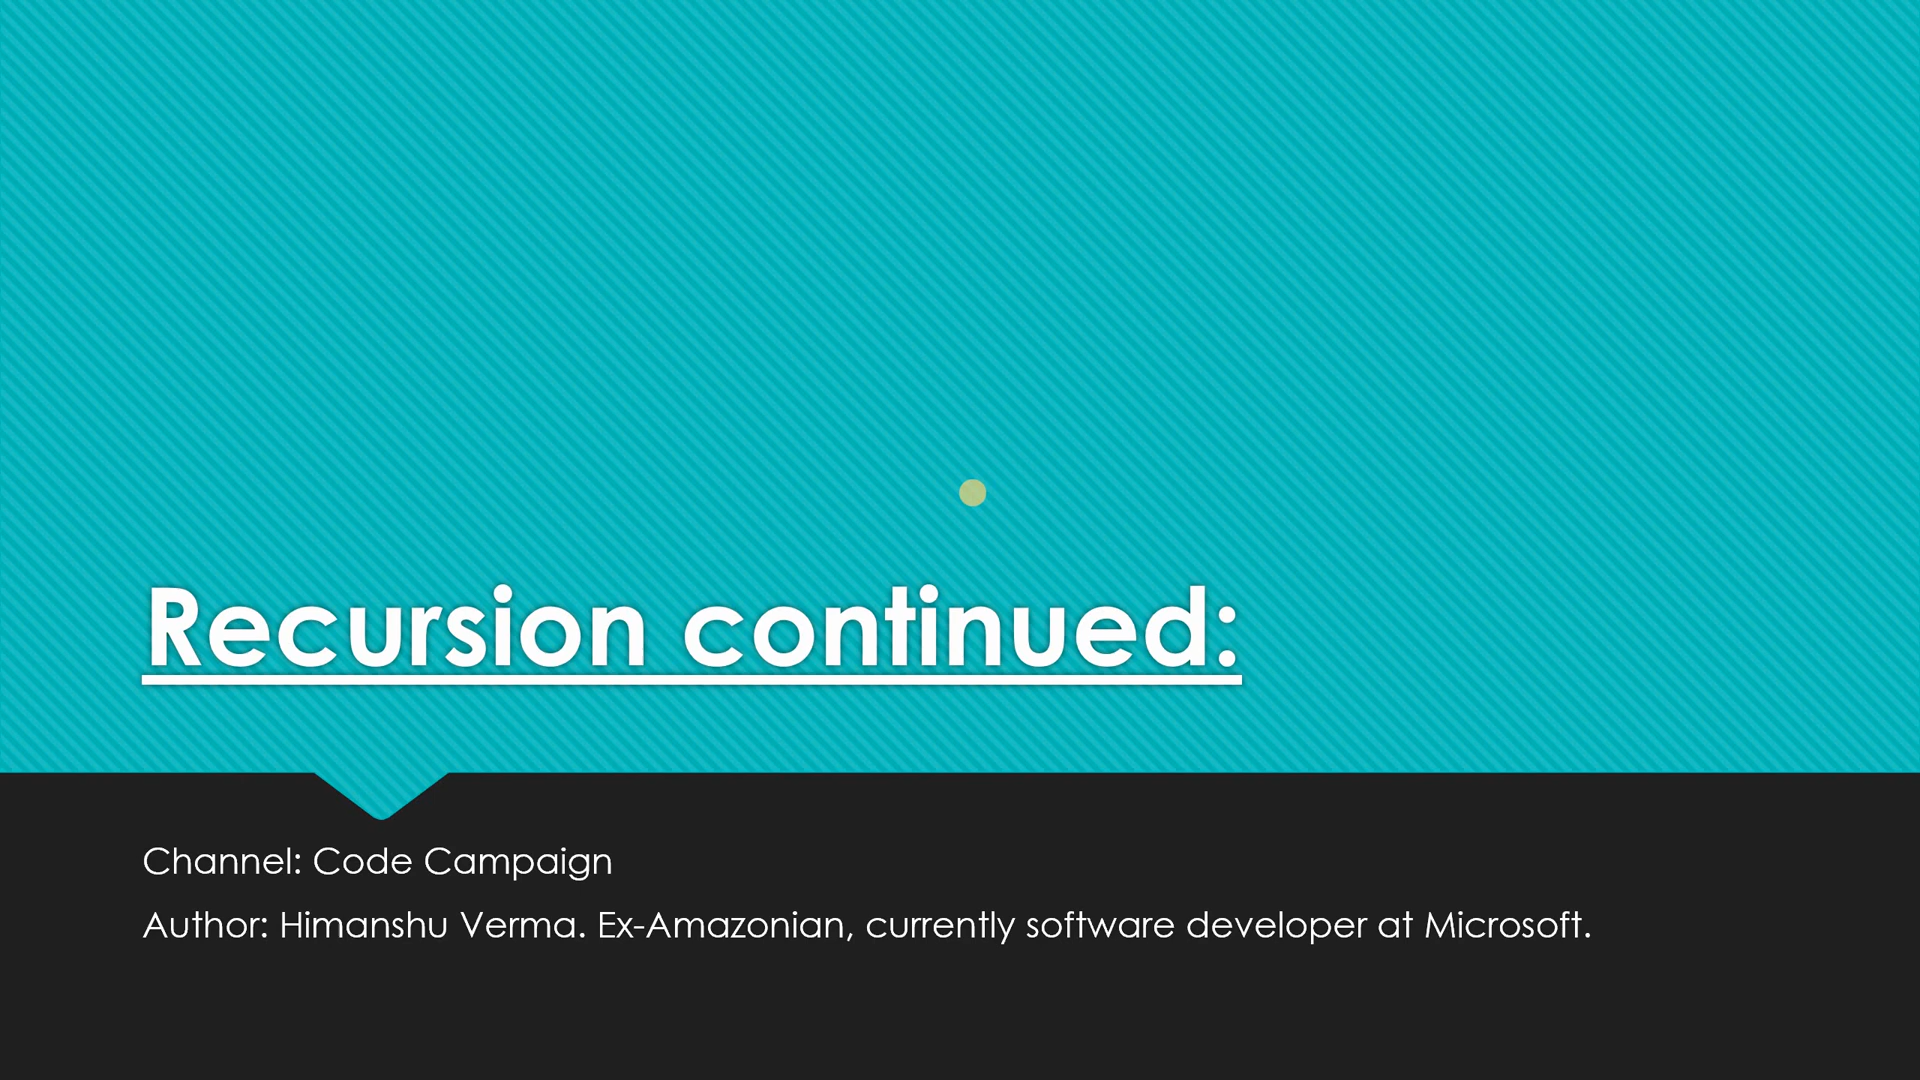 Recursion continued:
Channel: Code Campaign
Author: Himanshu Verma. Ex-Amazonian, currently software developer at Microsoft.